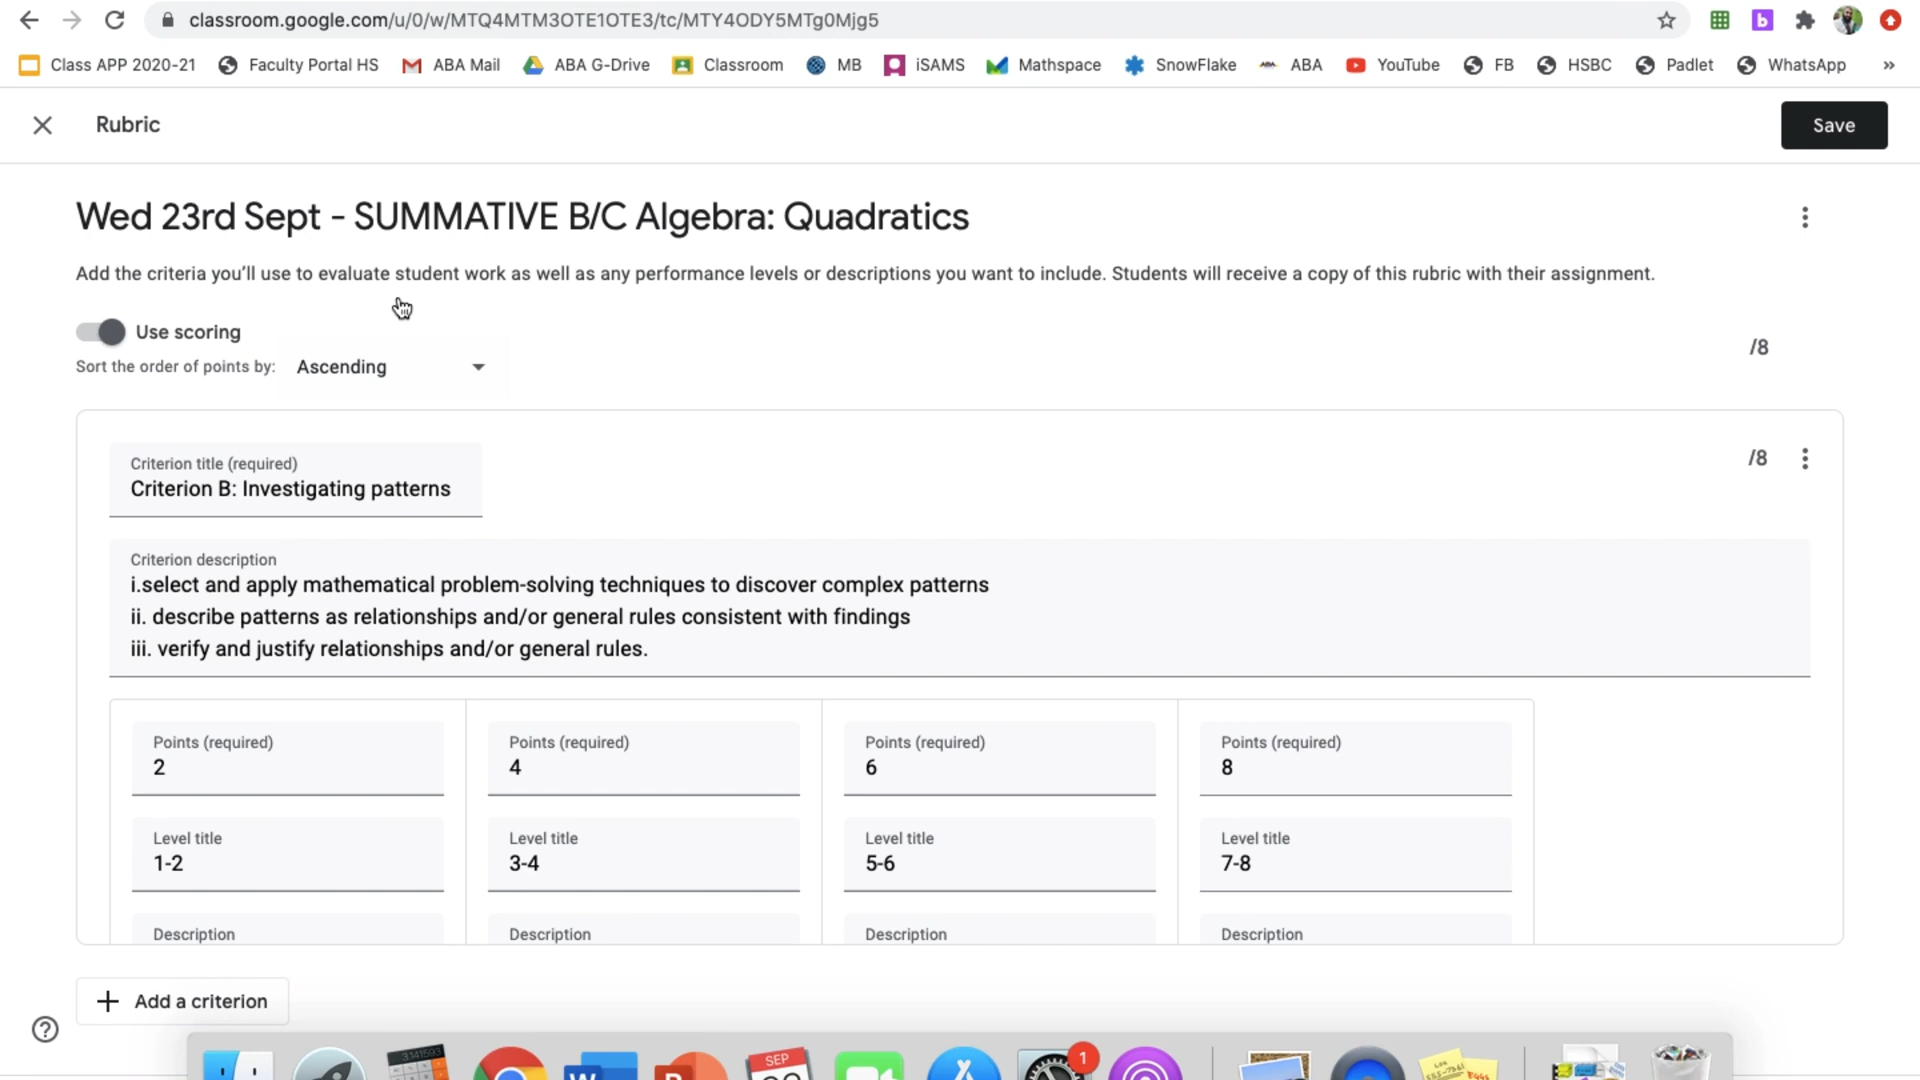 classroom.google.com/u/0/w/MTQ4MTM3OTE1OTE3/tc/MTY4ODY5MTg0Mjg5
b
Class APP 2020-21 Faculty Portal HS ABA Mail ABA G-Drive Classroom MB iSAMS Mathspace SnowFlake ABA YouTube FB HSBC Padlet WhatsApp »
Rubric
Save
Wed 23rd Sept - SUMMATIVE B/C Algebra: Quadratics
Add the criteria you'll use to evaluate student work as well as any performance levels or descriptions you want to include. Students will receive a copy of this rubric with their assignment.
Use scoring
/8
Sort the order of points by: Ascending
Criterion title (required)
/8
Criterion B: Investigating patterns
Criterion description
i.select and apply mathematical problem-solving techniques to discover complex patterns
ii. describe patterns as relationships and/or general rules consistent with findings
iii. verify and justify relationships and/or general rules.
Points (required) Points (required) Points (required) Points (required)
2 4 6 8
Level title Level title Level title Level title
1-2 3-4 5-6 7-8
Description Description Description Description
+ Add a criterion
?
3.141593
SEP
1
W
P